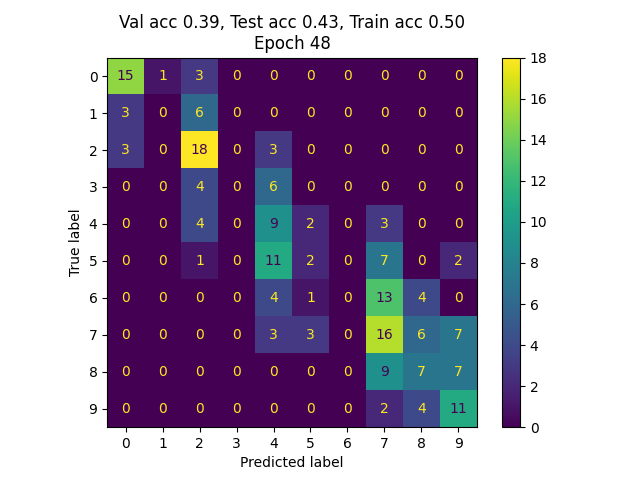 Val acc 0.39, Test acc 0.43, Train acc 0.50
Epoch 48
0 15 1 3 0 0 0 0 0 0 0
1 3 0 6 0 0 0 0 0 0 0
2 3 0 18 0 3 0 0 0 0 0
3 0 0 4 0 6 0 0 0 0 0
4 0 0 4 0 9 2 0 3 0 0
5 0 0 1 0 11 2 0 7 0 2
6 0 0 0 0 4 1 0 13 4 0
7 0 0 0 0 3 3 0 16 6 7
8 0 0 0 0 0 0 0 9 7 7
9 0 0 0 0 0 0 0 2 4 11
0 1 2 3 4 5 6 7 8 9
Predicted label
True label
18
16
14
12
10
8
6
4
2
0